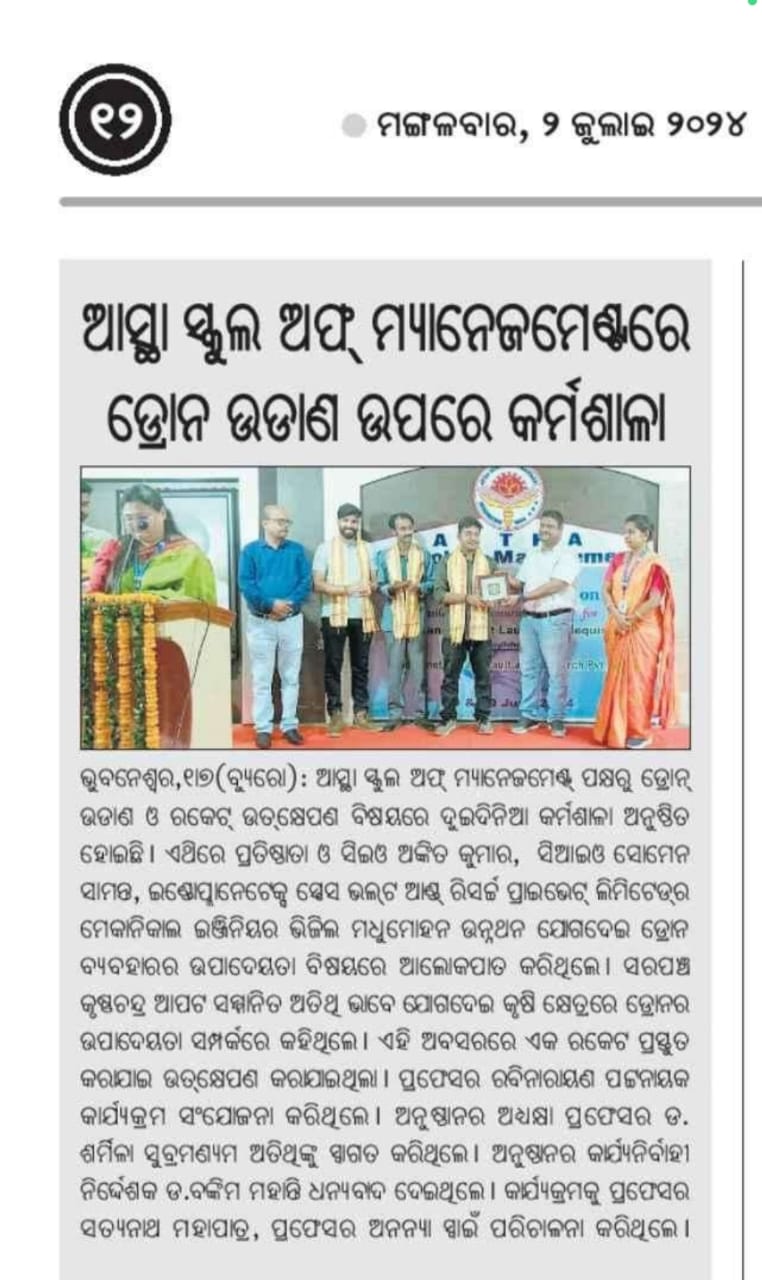 ୧୨
ମଙ୍ଗଳବାର, ୨ ଜୁଲାଇ ୨୦୨୪
ଆସ୍ଥା ସ୍କୁଲ ଅଫ୍ ମ୍ୟାନେଜମେଣ୍ଟରେ
ଡ୍ରୋନ ଉଡାଣ ଉପରେ କର୍ମଶାଳା
ଭୁବନେଶ୍ୱର,୧ା୭(ବ୍ୟୁରୋ): ଆସ୍ଥା ସ୍କୁଲ ଅଫ୍ ମ୍ୟାନେଜମେଣ୍ଟ ପକ୍ଷରୁ ଡ୍ରୋନ୍
ଉଡାଣ ଓ ରକେଟ୍ ଉତ୍‌କ୍ଷେପଣ ବିଷୟରେ ଦୁଇଦିନିଆ କର୍ମଶାଳା ଅନୁଷ୍ଠିତ
ହୋଇଛି। ଏଥିରେ ପ୍ରତିଷ୍ଠାତା ଓ ସିଇଓ ଅଙ୍କିତ କୁମାର, ସିଆଇଓ ସୋମେନ
ସାମନ୍ତ, ଇଣ୍ଟୋପ୍ଲାନେଟେକ୍ସ ସ୍ପେସ ଭଲ୍‌ଟ ଆଣ୍ଡ ରିସର୍ଚ୍ଚ ପ୍ରାଇଭେଟ୍ ଲିମିଟେଡ୍‌ର
ମେକାନିକାଲ ଇଞ୍ଜିନିୟର ଭିଜିଲ ମଧୁମୋହନ ଉନ୍ନଥନ ଯୋଗଦେଇ ଡ୍ରୋନ
ବ୍ୟବହାରର ଉପାଦେୟତା ବିଷୟରେ ଆଲୋକପାତ କରିଥିଲେ। ସରପଞ୍ଚ
କୃଷ୍ଣଚନ୍ଦ୍ର ଆପଟ ସମ୍ମାନିତ ଅତିଥି ଭାବେ ଯୋଗଦେଇ କୃଷି କ୍ଷେତ୍ରରେ ଡ୍ରୋନର
ଉପାଦେୟତା ସମ୍ପର୍କରେ କହିଥିଲେ। ଏହି ଅବସରରେ ଏକ ରକେଟ ପ୍ରସ୍ତୁତ
କରାଯାଇ ଉତ୍‌କ୍ଷେପଣ କରାଯାଇଥିଲା। ପ୍ରଫେସର ରବିନାରାୟଣ ପଟ୍ଟନାୟକ
କାର୍ଯ୍ୟକ୍ରମ ସଂଯୋଜନା କରିଥିଲେ। ଅନୁଷ୍ଠାନର ଅଧ୍ୟକ୍ଷା ପ୍ରଫେସର ଡ.
ଶର୍ମିଳା ସୁବ୍ରମଣ୍ୟମ ଅତିଥିଙ୍କୁ ସ୍ୱାଗତ କରିଥିଲେ। ଅନୁଷ୍ଠାନର କାର୍ଯ୍ୟନିର୍ବାହୀ
ନିର୍ଦ୍ଦେଶକ ଡ.ବଙ୍କିମ ମହାନ୍ତି ଧନ୍ୟବାଦ ଦେଇଥିଲେ। କାର୍ଯ୍ୟକ୍ରମକୁ ପ୍ରଫେସର
ସତ୍ୟନାଥ ମହାପାତ୍ର, ପ୍ରଫେସର ଅନନ୍ୟା ସ୍ୱାଇଁ ପରିଚାଳନା କରିଥିଲେ।